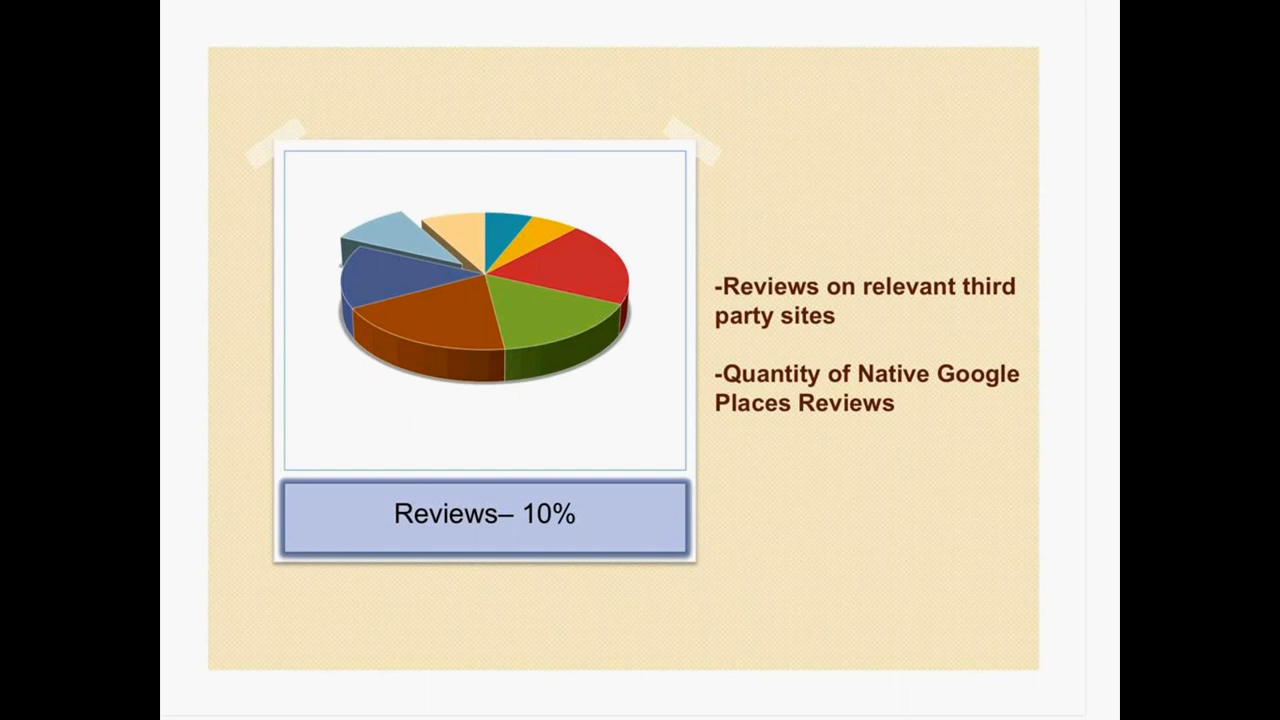 -Reviews on relevant third
party sites
-Quantity of Native Google
Places Reviews
Reviews– 10%